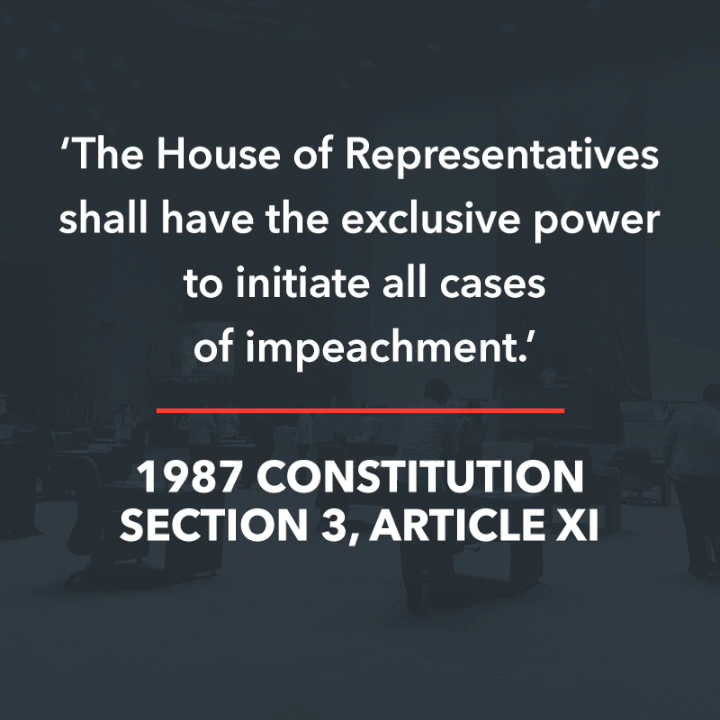 ‘The House of Representatives
shall have the exclusive power
to initiate all cases
of impeachment.’
1987 CONSTITUTION
SECTION 3, ARTICLE XI